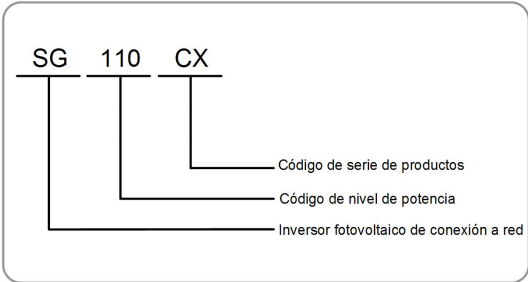 SG 110 CX
Código de serie de productos
Código de nivel de potencia
Inversor fotovoltaico de conexión a red